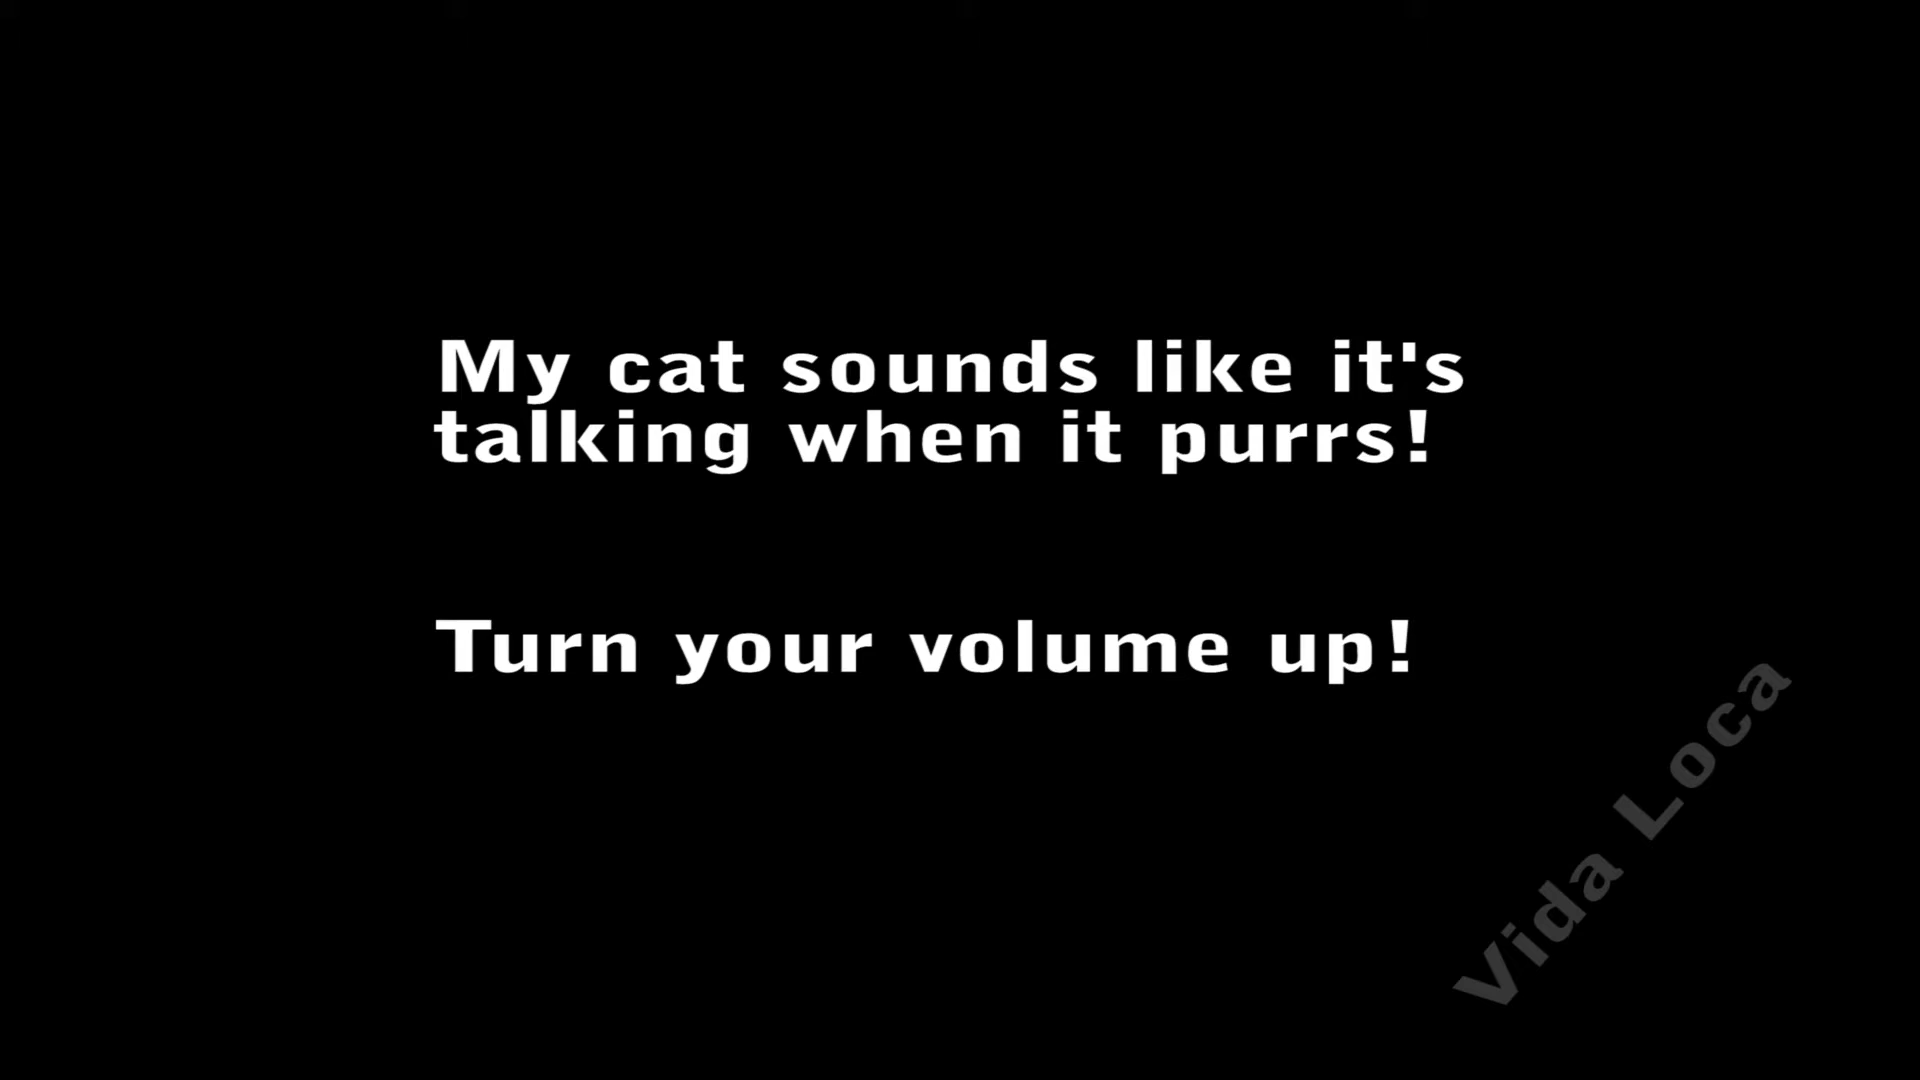 My cat sounds like it's
talking when it purrs!
Turn your volume up!
Vida Loca